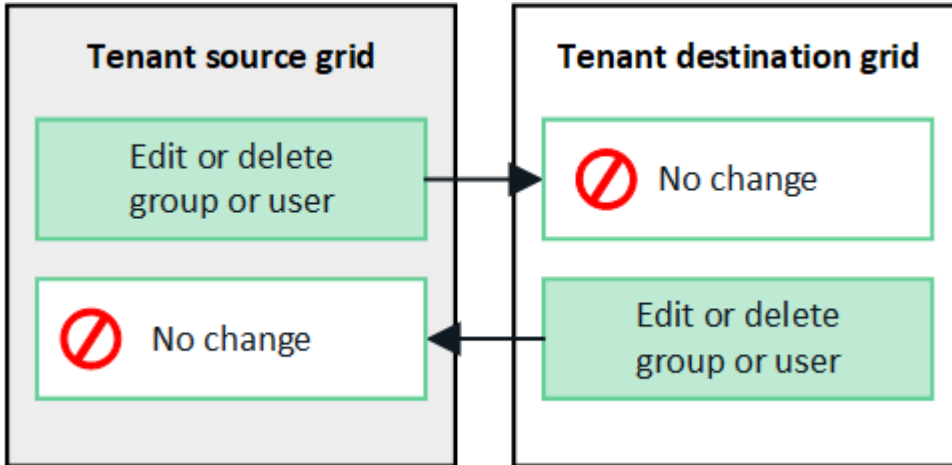 Tenant source grid
Edit or delete
group or user
No change
Tenant destination grid
No change
Edit or delete
group or user